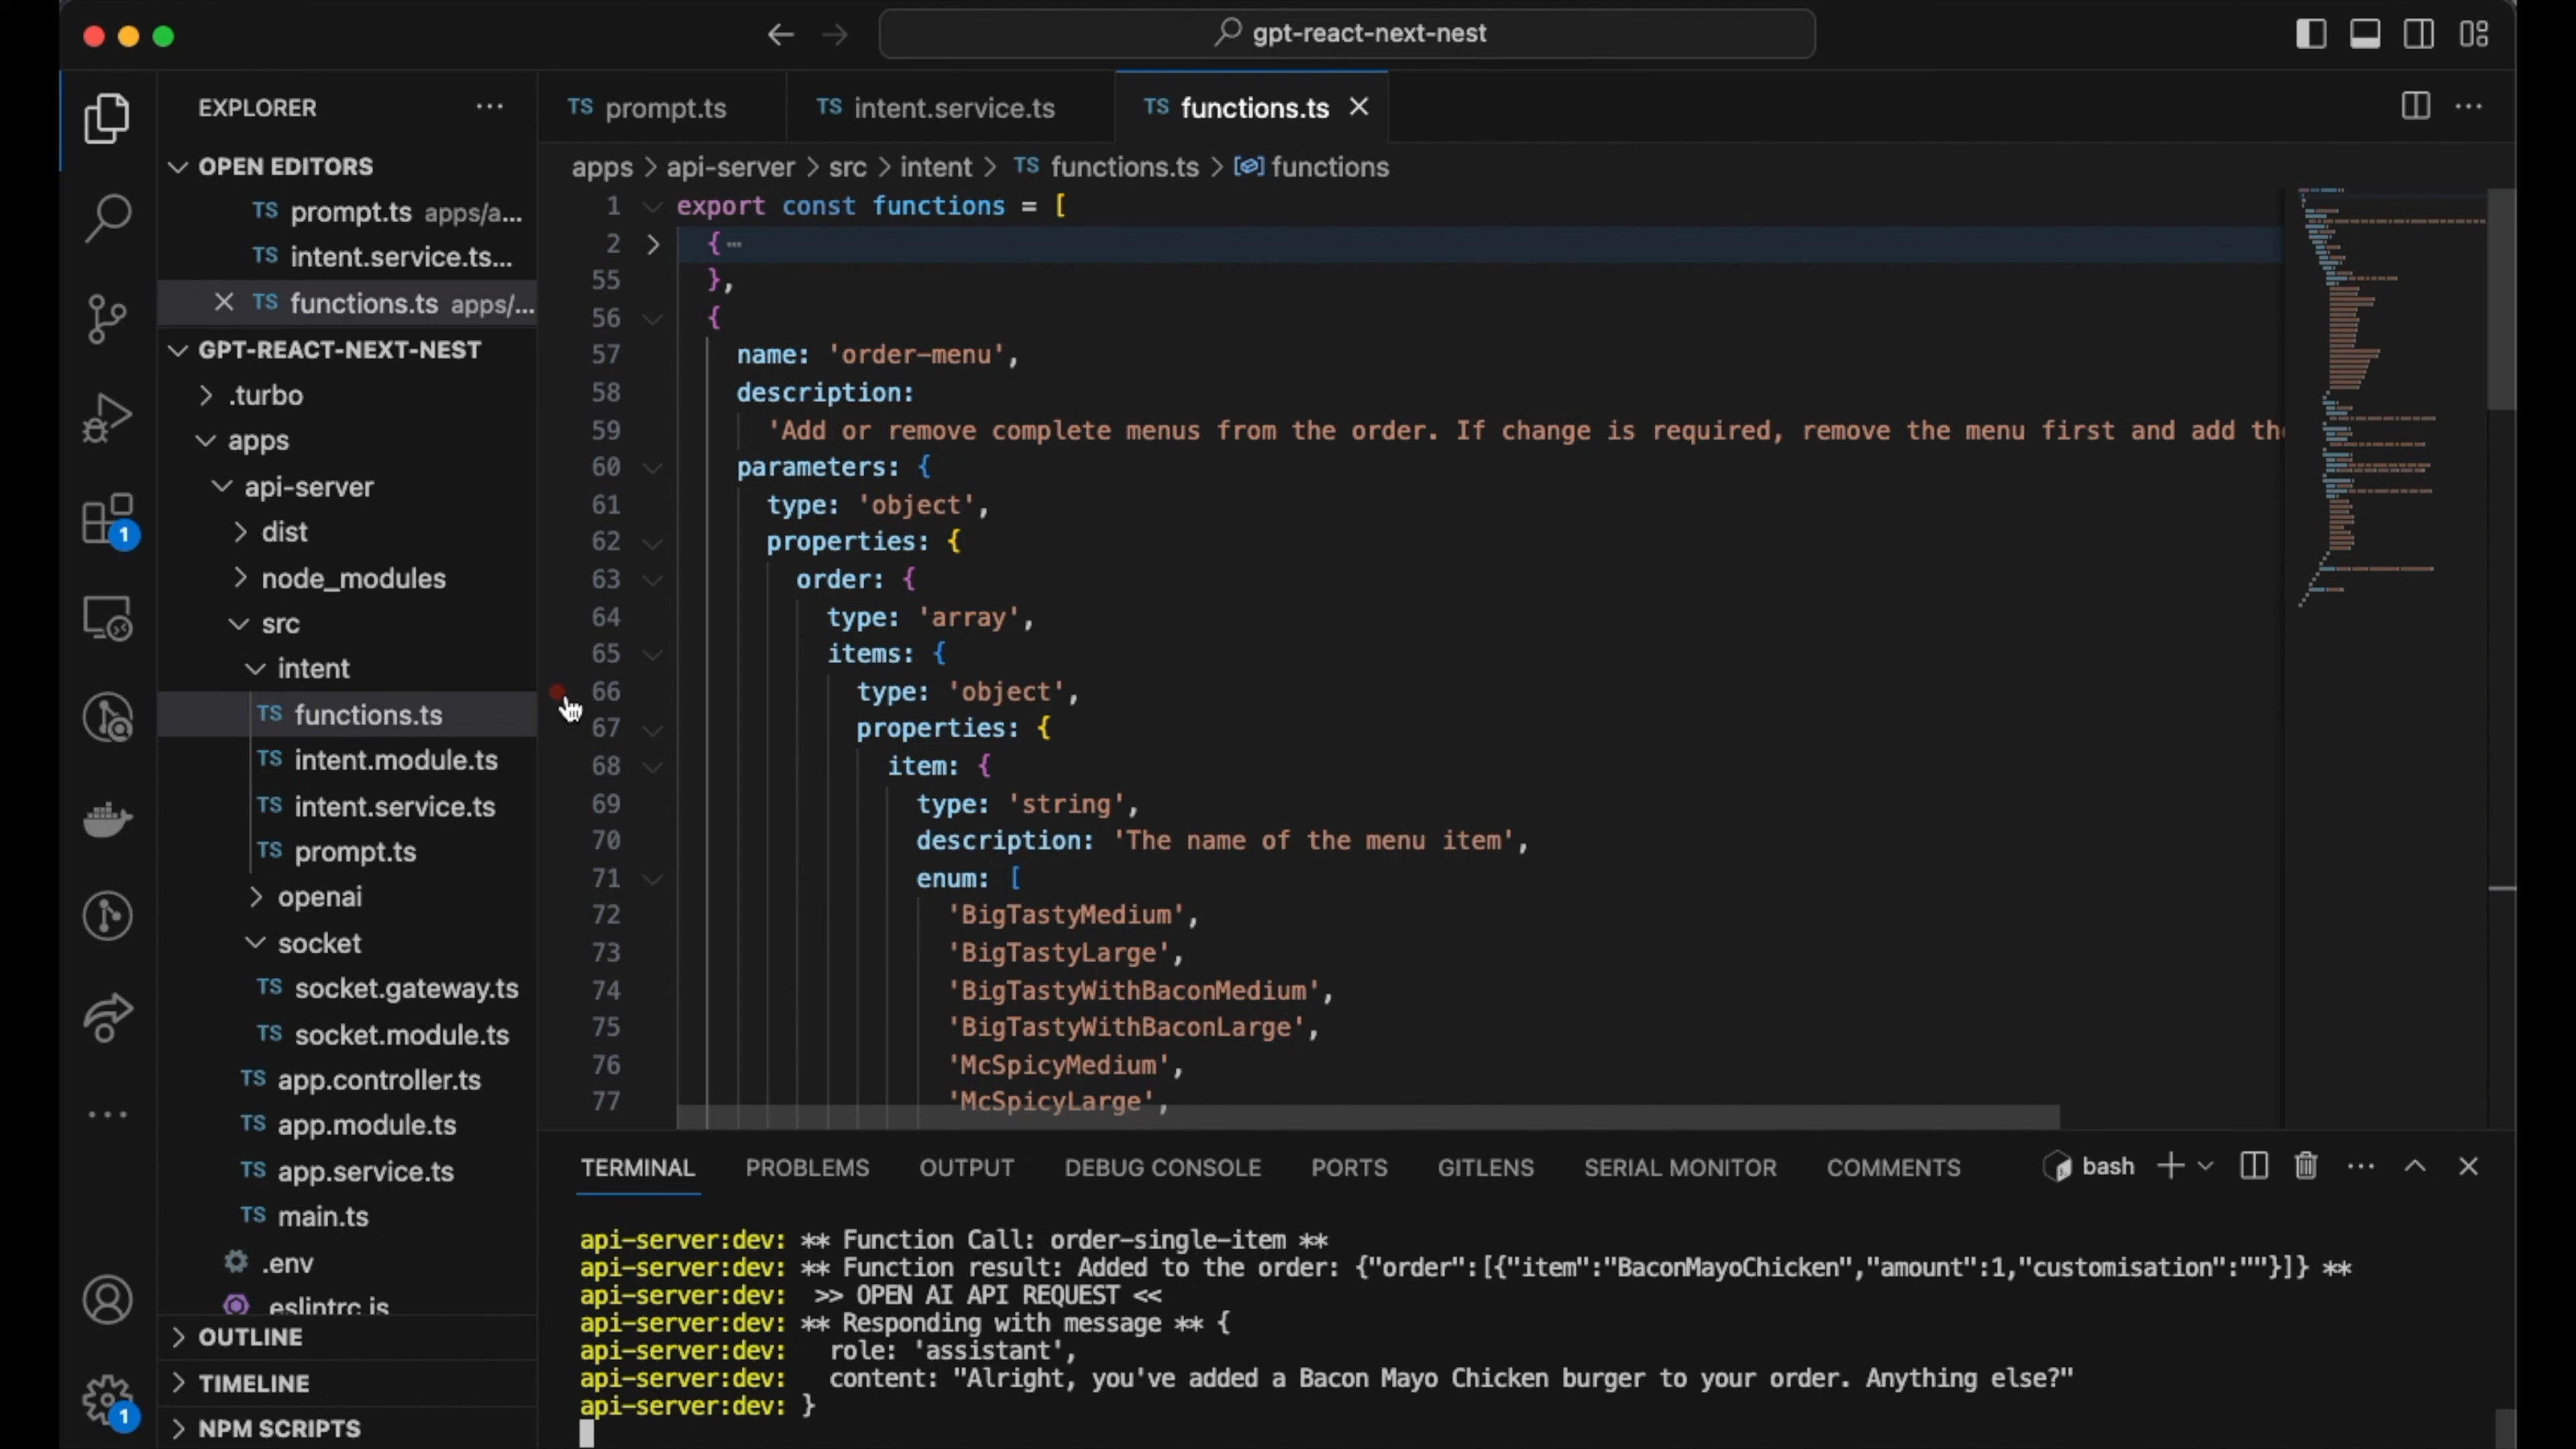 gpt-react-next-nest
EXPLORER
OPEN EDITORS
TS prompt.ts apps/a...
TS intent.service.ts...
TS functions.ts apps/...
GPT-REACT-NEXT-NEST
.turbo
apps
api-server
dist
node_modules
src
intent
TS functions.ts
TS intent.module.ts
TS intent.service.ts
TS prompt.ts
openai
socket
TS socket.gateway.ts
TS socket.module.ts
TS app.controller.ts
TS app.module.ts
TS app.service.ts
TS main.ts
.env
.eslintrc.js
OUTLINE
TIMELINE
NPM SCRIPTS
1
1
TS prompt.ts TS intent.service.ts TS functions.ts
apps > api-server > src > intent > TS functions.ts > functions
1 export const functions = [
2 { ⋯
55 },
56 {
57 name: 'order-menu',
58 description:
59 'Add or remove complete menus from the order. If change is required, remove the menu first and add
60 parameters: {
61 type: 'object',
62 properties: {
63 order: {
64 type: 'array',
65 items: {
66 type: 'object',
67 properties: {
68 item: {
69 type: 'string',
70 description: 'The name of the menu item',
71 enum: [
72 'BigTastyMedium',
73 'BigTastyLarge',
74 'BigTastyWithBaconMedium',
75 'BigTastyWithBaconLarge',
76 'McSpicyMedium',
77 'McSpicyLarge',
TERMINAL PROBLEMS OUTPUT DEBUG CONSOLE PORTS GITLENS SERIAL MONITOR COMMENTS bash
api-server:dev: ** Function Call: order-single-item **
api-server:dev: ** Function result: Added to the order: {"order":[{"item":"BaconMayoChicken","amount":1,"customisation":""}]} **
api-server:dev: >> OPEN AI API REQUEST <<
api-server:dev: ** Responding with message ** {
api-server:dev: role: 'assistant',
api-server:dev: content: "Alright, you've added a Bacon Mayo Chicken burger to your order. Anything else?"
api-server:dev: }